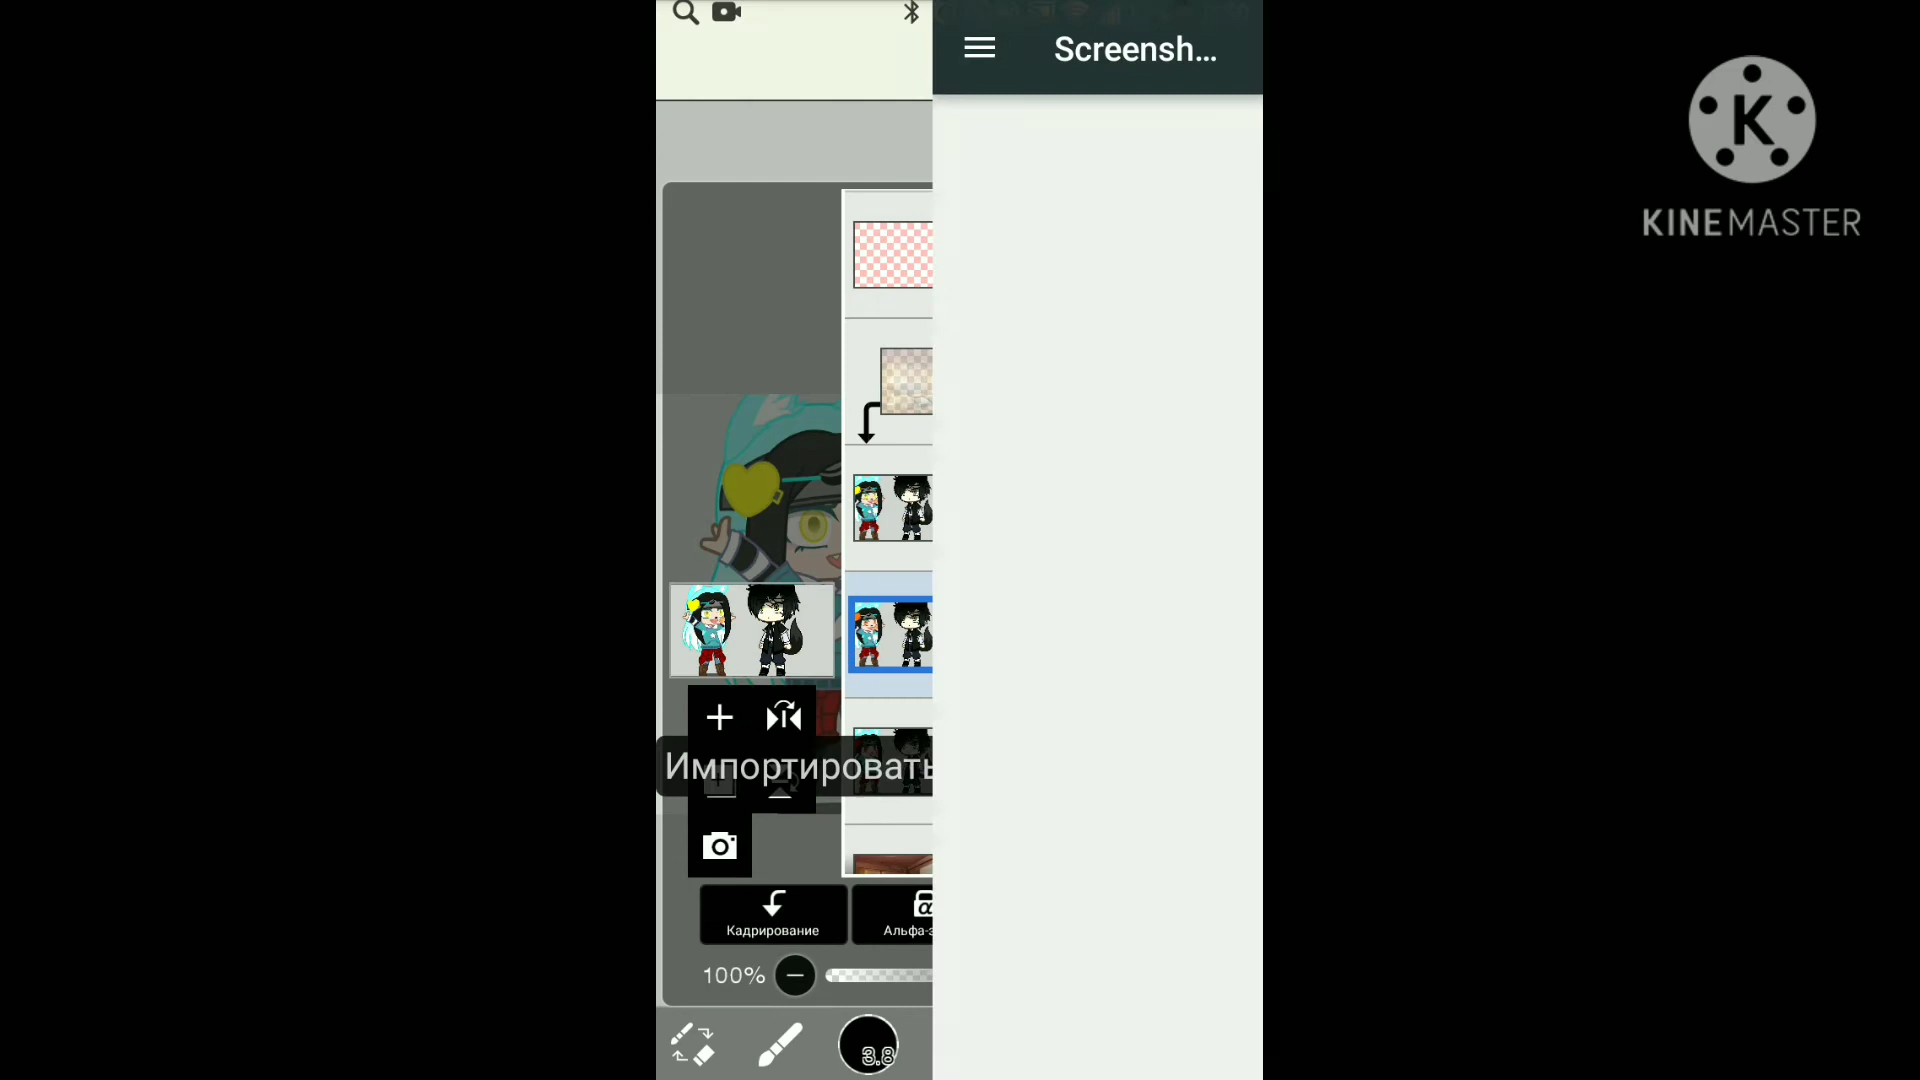 Screensh...
K
KINEMASTER
Импортировать
Кадрирование
Альфа-з
α
100%
3.8